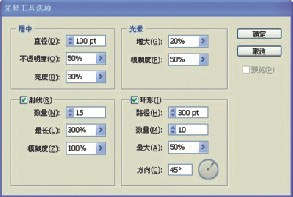 光晕工具选项
居中
直径(D): 100 pt
不透明度(O): 50%
亮度(B): 30%
光晕
增大(G): 20%
模糊度(F): 50%
确定
取消
预览(P)
射线(R)
数量(N): 15
最长(L): 300%
模糊度(Z): 100%
环形(I)
路径(H): 300 pt
数量(M): 10
最大(A): 50%
方向(C): 45°